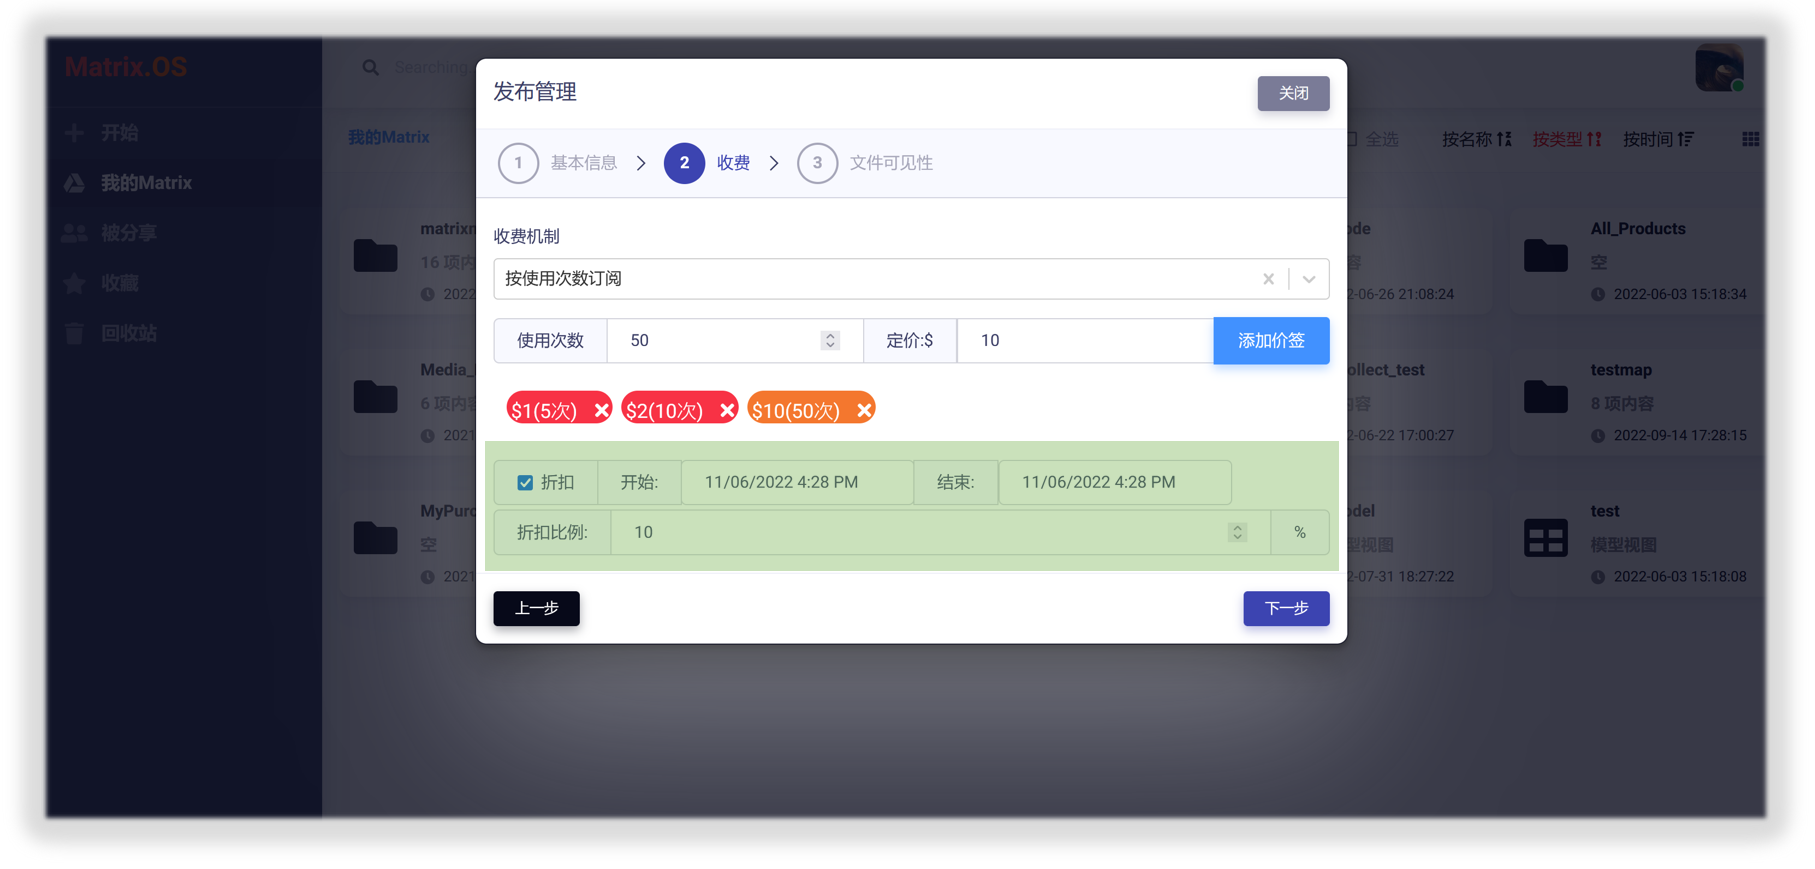 Matrix.OS
Searching
开始
我的Matrix
被分享
收藏
回收站
我的Matrix
全选
按名称
按类型
按时间
发布管理
关闭
1 基本信息 2 收费 3 文件可见性
收费机制
按使用次数订阅
使用次数 50 定价:$ 10 添加价签
$1(5次) $2(10次) $10(50次)
折扣 开始: 11/06/2022 4:28 PM 结束: 11/06/2022 4:28 PM
折扣比例: 10 %
上一步 下一步
16 项内
2022
6 项内
2021
空
2021
2-06-26 21:08:24
All_Products
空
2022-06-03 15:18:34
ollect_test
2-06-22 17:00:27
testmap
8 项内容
2022-09-14 17:28:15
型视图
2-07-31 18:27:22
test
模型视图
2022-06-03 15:18:08